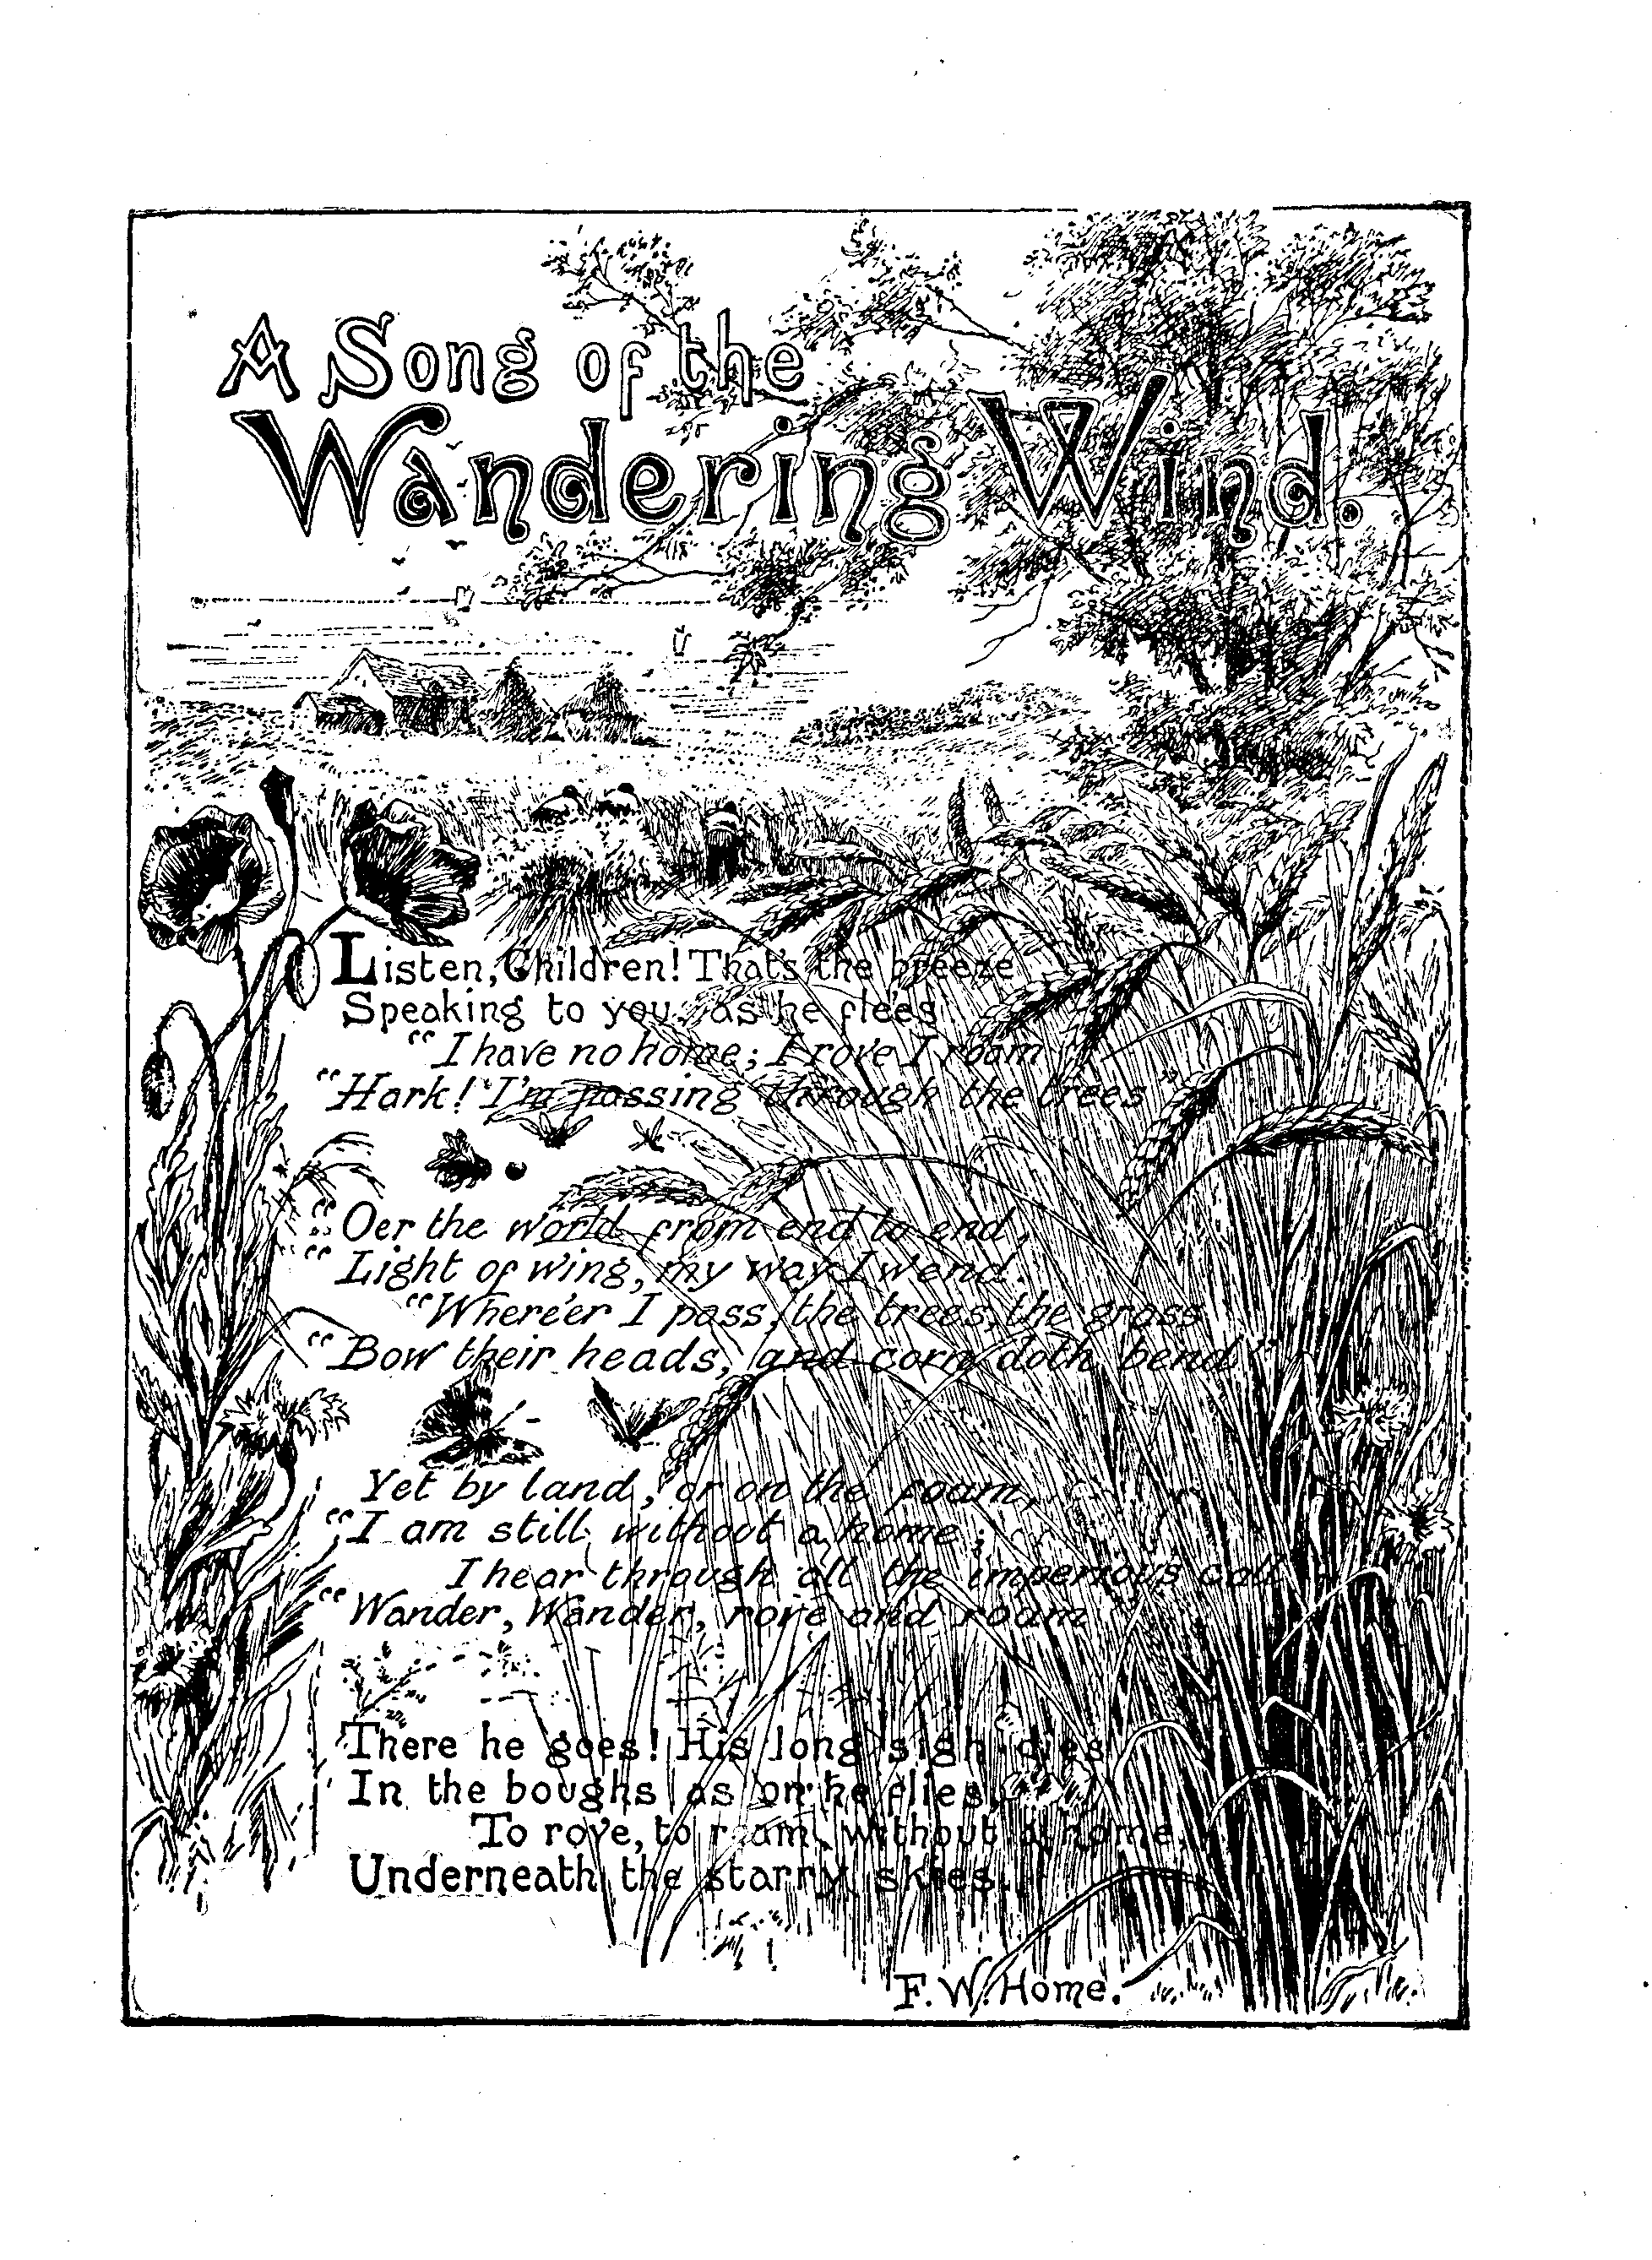 A Song of the
Wandering Wind.
Listen, Children! That's the breeze
Speaking to you, as he flees
"I have no home; I rove I roam
"Hark! I'm passing through the trees"
"Oer the world from end to end,
"Light of wing, my way I wend.
"Where'er I pass, the trees, the grass
"Bow their heads, and corn doth bend."
Yet by land, or on the foam,
"I am still without a home;
I hear through all the imperious call
"Wander, Wander, rove and roam"
There he goes! His long sigh dies
In the boughs as on he flies,
To rove, to roam, without a home,
Underneath the starry skies.
F. W. Home.